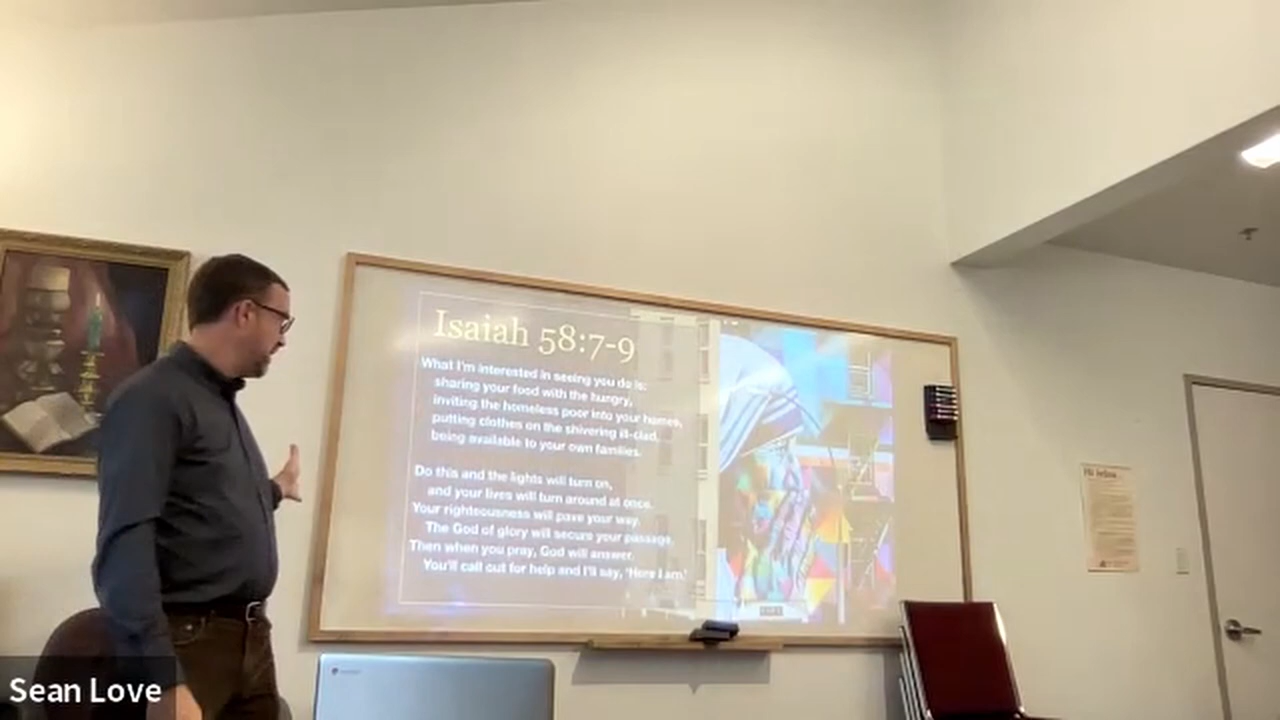 Isaiah 58:7-9
What I'm interested in seeing you do is:
sharing your food with the hungry,
inviting the homeless poor into your homes,
putting clothes on the shivering ill-clad,
being available to your own families.
Do this and the lights will turn on,
and your lives will turn around at once.
Your righteousness will pave your way.
The God of glory will secure your passage.
Then when you pray, God will answer.
You'll call out for help and I'll say, 'Here I am.'
Sean Love